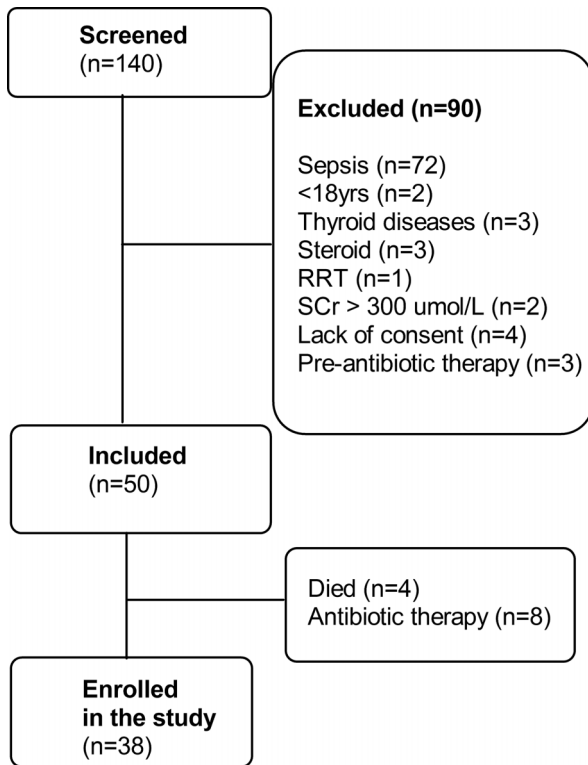 Screened
(n=140)
Excluded (n=90)
Sepsis (n=72)
<18yrs (n=2)
Thyroid diseases (n=3)
Steroid (n=3)
RRT (n=1)
SCr > 300 umol/L (n=2)
Lack of consent (n=4)
Pre-antibiotic therapy (n=3)
Included
(n=50)
Died (n=4)
Antibiotic therapy (n=8)
Enrolled
in the study
(n=38)